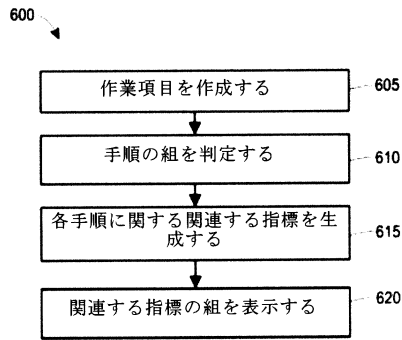 600
作業項目を作成する
605
手順の組を判定する
610
各手順に関する関連する指標を生
成する
615
関連する指標の組を表示する
620